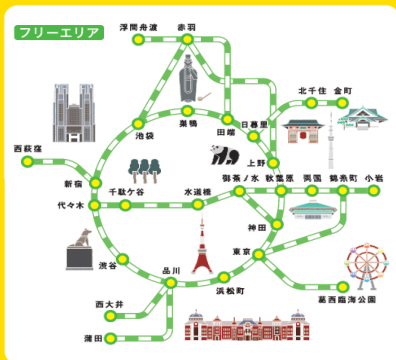 フリーエリア
浮間舟渡
赤羽
北千住
金町
巣鴨
田端
日暮里
池袋
上野
西荻窪
新宿
千駄ケ谷
水道橋
御茶ノ水
秋葉原
両国
錦糸町
小岩
代々木
神田
東京
渋谷
品川
浜松町
葛西臨海公園
西大井
蒲田